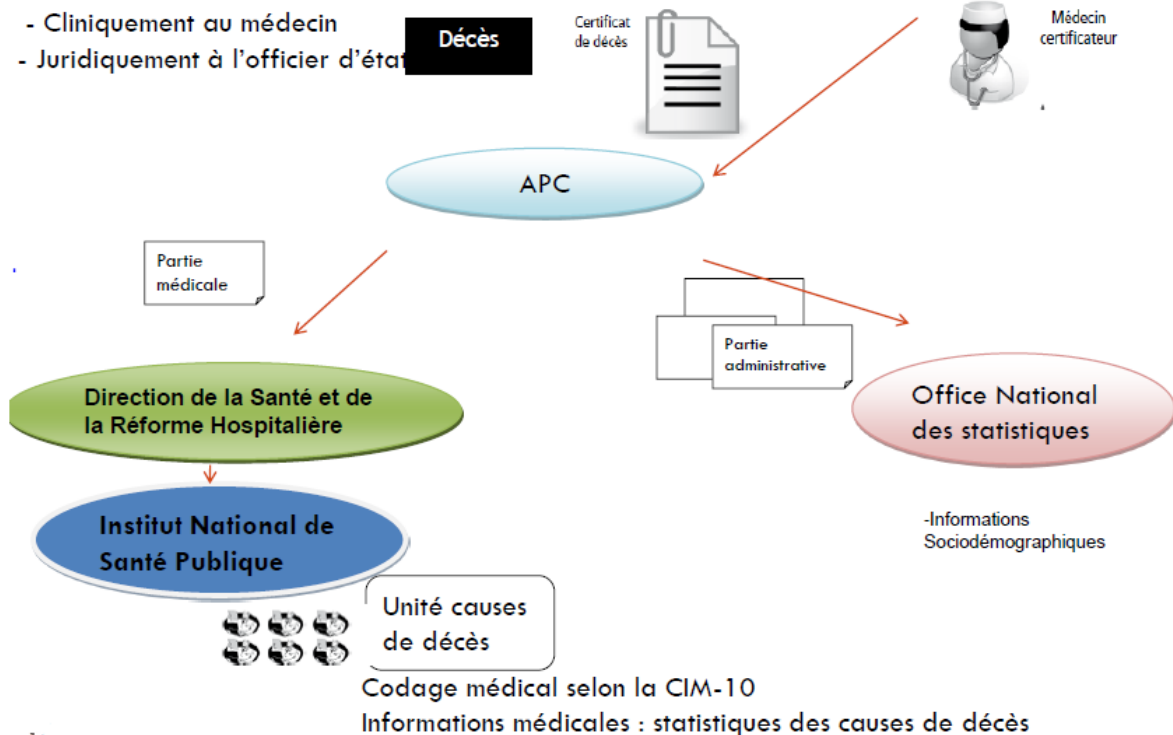 - Cliniquement au médecin
- Juridiquement à l'officier d'état
Décès
Certificat
de décès
Médecin
certificateur
APC
Partie
médicale
Partie
administrative
Direction de la Santé et de
la Réforme Hospitalière
Office National
des statistiques
Institut National de
Santé Publique
-Informations
Sociodémographiques
Unité causes
de décès
Codage médical selon la CIM-10
Informations médicales : statistiques des causes de décès